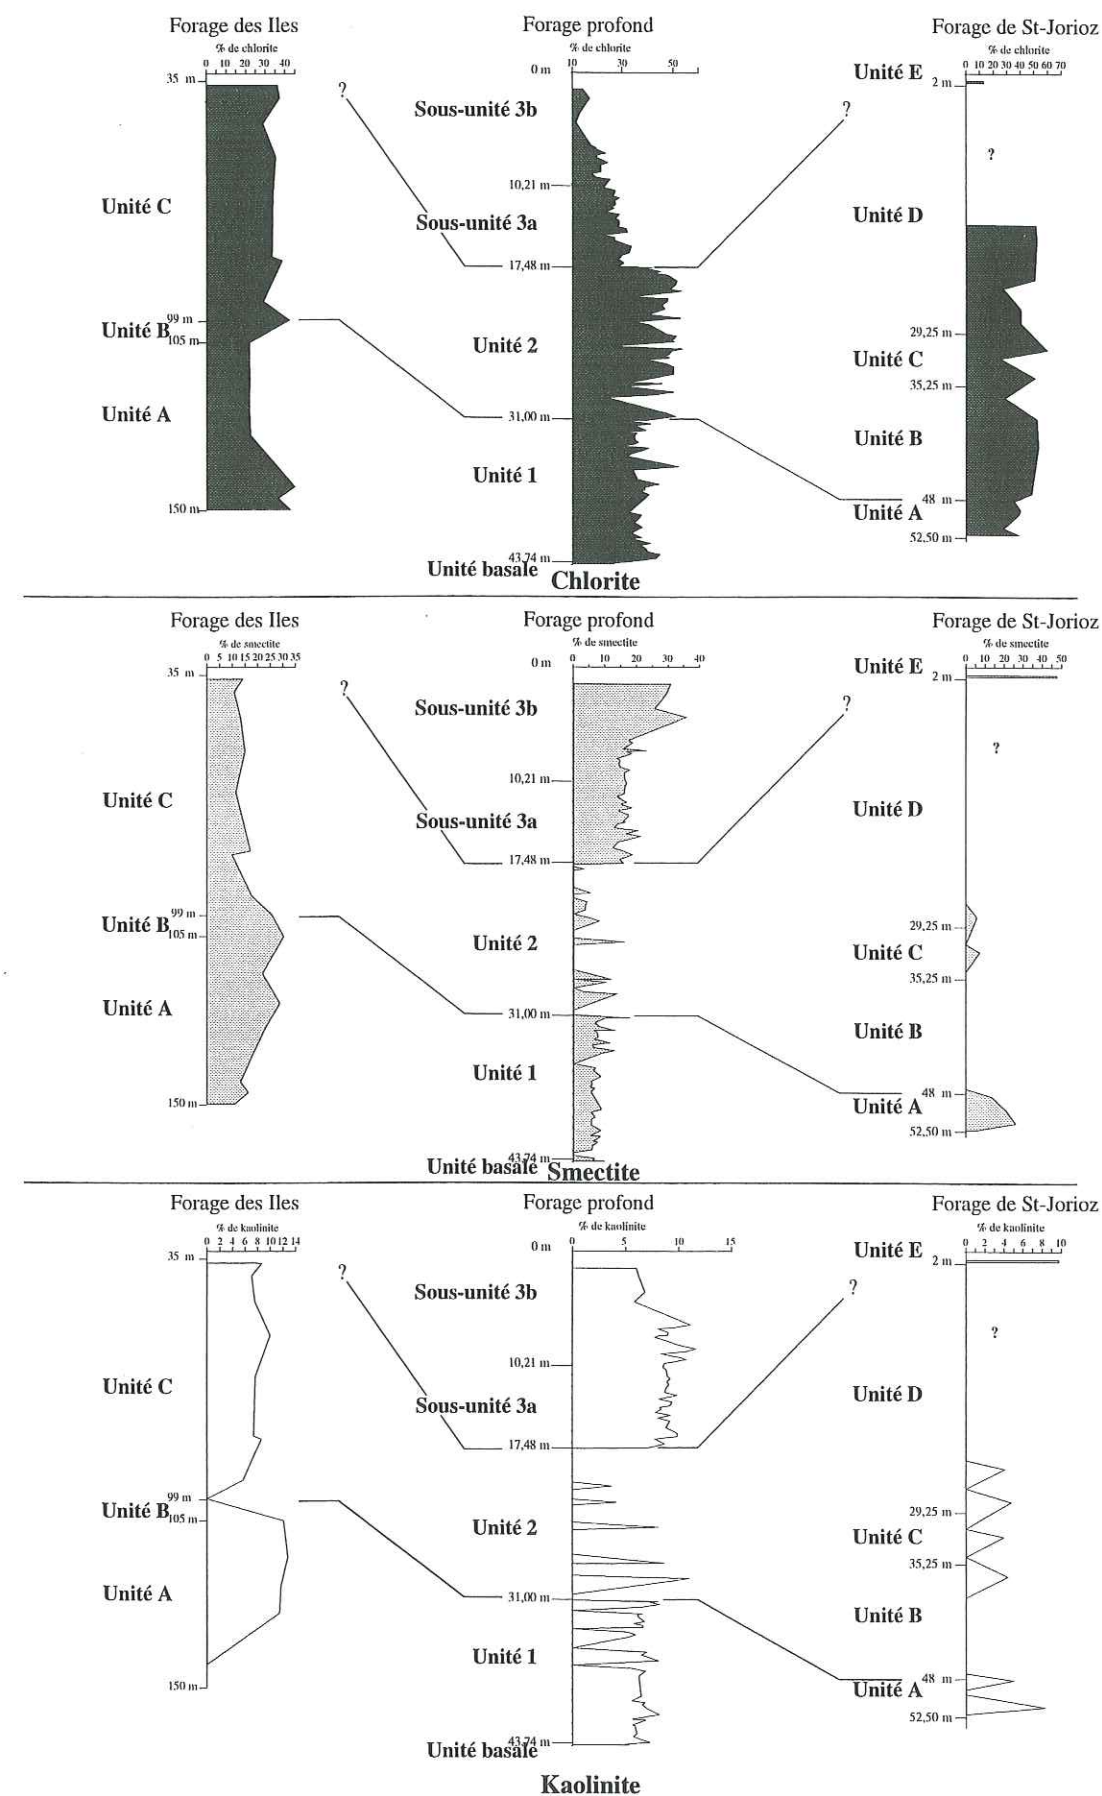 Forage des Iles
% de chlorite
0 10 20 30 40
35 m
Unité C
99 m
Unité B
105 m
Unité A
150 m
?
Forage profond
% de chlorite
0 m
10 30 50
Sous-unité 3b
10,21 m
Sous-unité 3a
17,48 m
Unité 2
31,00 m
Unité 1
43,74 m
Unité basale
?
Forage de St-Jorioz
% de chlorite
0 10 20 30 40 50 60 70
Unité E
2 m
?
Unité D
29,25 m
Unité C
35,25 m
Unité B
48 m
Unité A
52,50 m
Chlorite
Forage des Iles
% de smectite
0 5 10 15 20 25 30 35
35 m
Unité C
99 m
Unité B
105 m
Unité A
150 m
?
Forage profond
% de smectite
0 m
0 10 20 30 40
Sous-unité 3b
10,21 m
Sous-unité 3a
17,48 m
Unité 2
31,00 m
Unité 1
43,74 m
Unité basale
?
Forage de St-Jorioz
% de smectite
0 10 20 30 40 50
Unité E
2 m
?
Unité D
29,25 m
Unité C
35,25 m
Unité B
48 m
Unité A
52,50 m
Smectite
Forage des Iles
% de kaolinite
0 2 4 6 8 10 12 14
35 m
Unité C
99 m
Unité B
105 m
Unité A
150 m
?
Forage profond
% de kaolinite
0 m
0 5 10 15
Sous-unité 3b
10,21 m
Sous-unité 3a
17,48 m
Unité 2
31,00 m
Unité 1
43,74 m
Unité basale
?
Forage de St-Jorioz
% de kaolinite
0 2 4 6 8 10
Unité E
2 m
?
Unité D
29,25 m
Unité C
35,25 m
Unité B
48 m
Unité A
52,50 m
Kaolinite